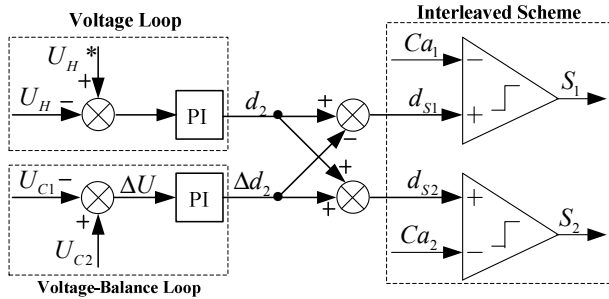 Voltage Loop
Interleaved Scheme
U_H *
+
U_H −
PI
d_2
+
−
d_S1
Ca_1
−
+
S_1
U_C1 −
+
ΔU
PI
Δd_2
+
+
d_S2
+
Ca_2
−
S_2
U_C2
Voltage-Balance Loop